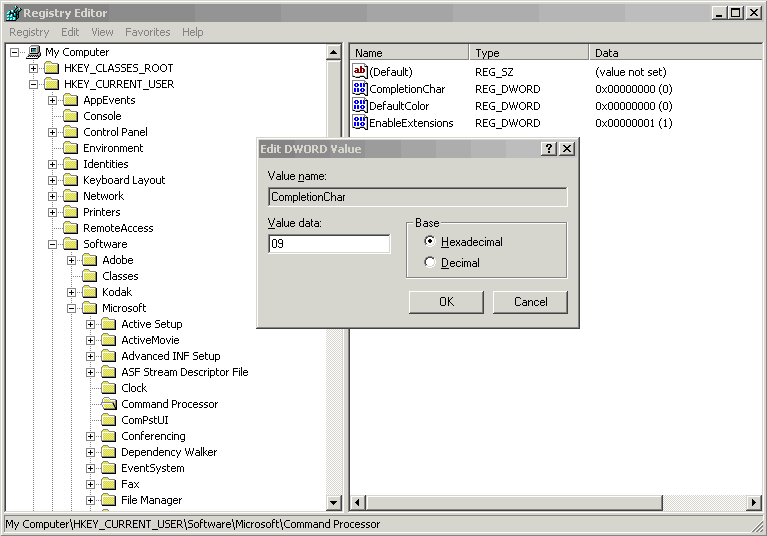 Registry Editor
Registry Edit View Favorites Help
My Computer
HKEY_CLASSES_ROOT
HKEY_CURRENT_USER
AppEvents
Console
Control Panel
Environment
Identities
Keyboard Layout
Network
Printers
RemoteAccess
Software
Adobe
Classes
Kodak
Microsoft
Active Setup
ActiveMovie
Advanced INF Setup
ASF Stream Descriptor File
Clock
Command Processor
ComPstUI
Conferencing
Dependency Walker
EventSystem
Fax
File Manager
Name Type Data
(Default) REG_SZ (value not set)
CompletionChar REG_DWORD 0x00000000 (0)
DefaultColor REG_DWORD 0x00000000 (0)
EnableExtensions REG_DWORD 0x00000001 (1)
Edit DWORD Value
Value name:
CompletionChar
Value data:
09
Base
Hexadecimal
Decimal
OK Cancel
My Computer\HKEY_CURRENT_USER\Software\Microsoft\Command Processor